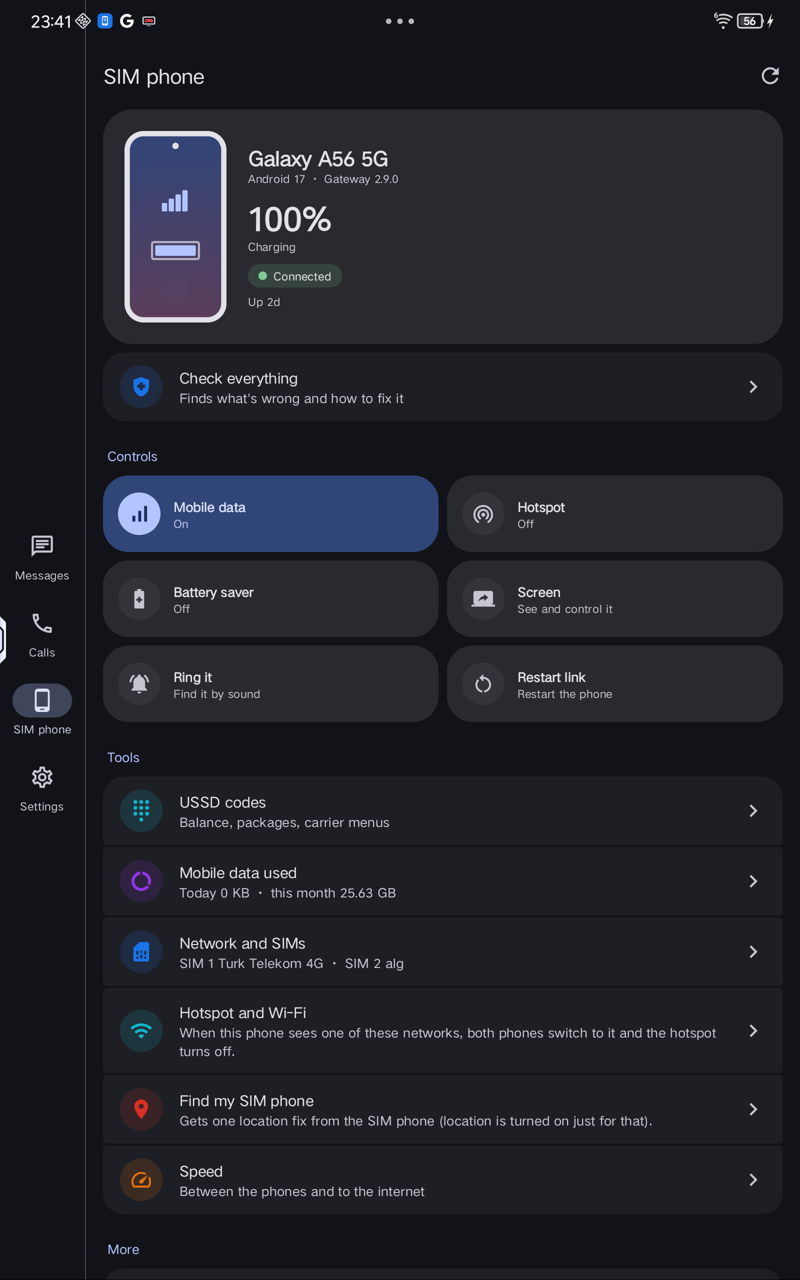 23:41
56
SIM phone
Galaxy A56 5G
Android 17 · Gateway 2.9.0
100%
Charging
Connected
Up 2d
Check everything
Finds what's wrong and how to fix it
Controls
Mobile data
On
Hotspot
Off
Battery saver
Off
Screen
See and control it
Ring it
Find it by sound
Restart link
Restart the phone
Messages
Calls
SIM phone
Settings
Tools
USSD codes
Balance, packages, carrier menus
Mobile data used
Today 0 KB · this month 25.63 GB
Network and SIMs
SIM 1 Turk Telekom 4G · SIM 2 alg
Hotspot and Wi-Fi
When this phone sees one of these networks, both phones switch to it and the hotspot
turns off.
Find my SIM phone
Gets one location fix from the SIM phone (location is turned on just for that).
Speed
Between the phones and to the internet
More